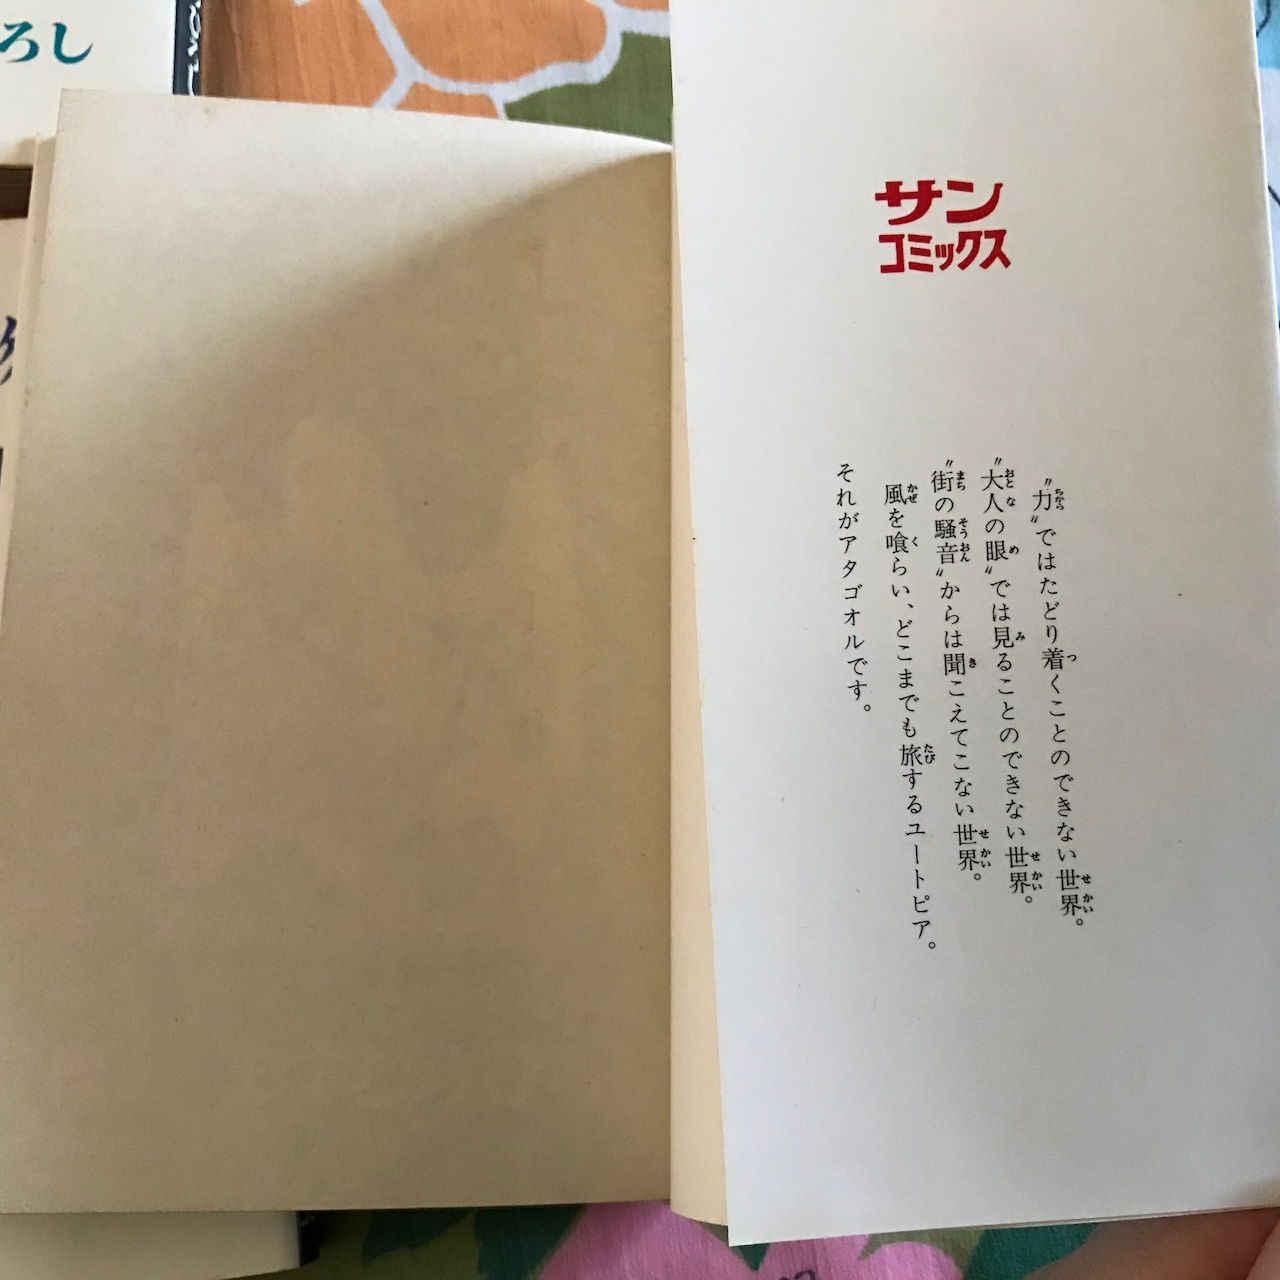 サン
コミックス
〝力〟ではたどり着くことのできない世界。
〝大人の眼〟では見ることのできない世界。
〝街の騒音〟からは聞こえてこない世界。
風を喰らい、どこまでも旅するユートピア。
それがアタゴオルです。
ろし